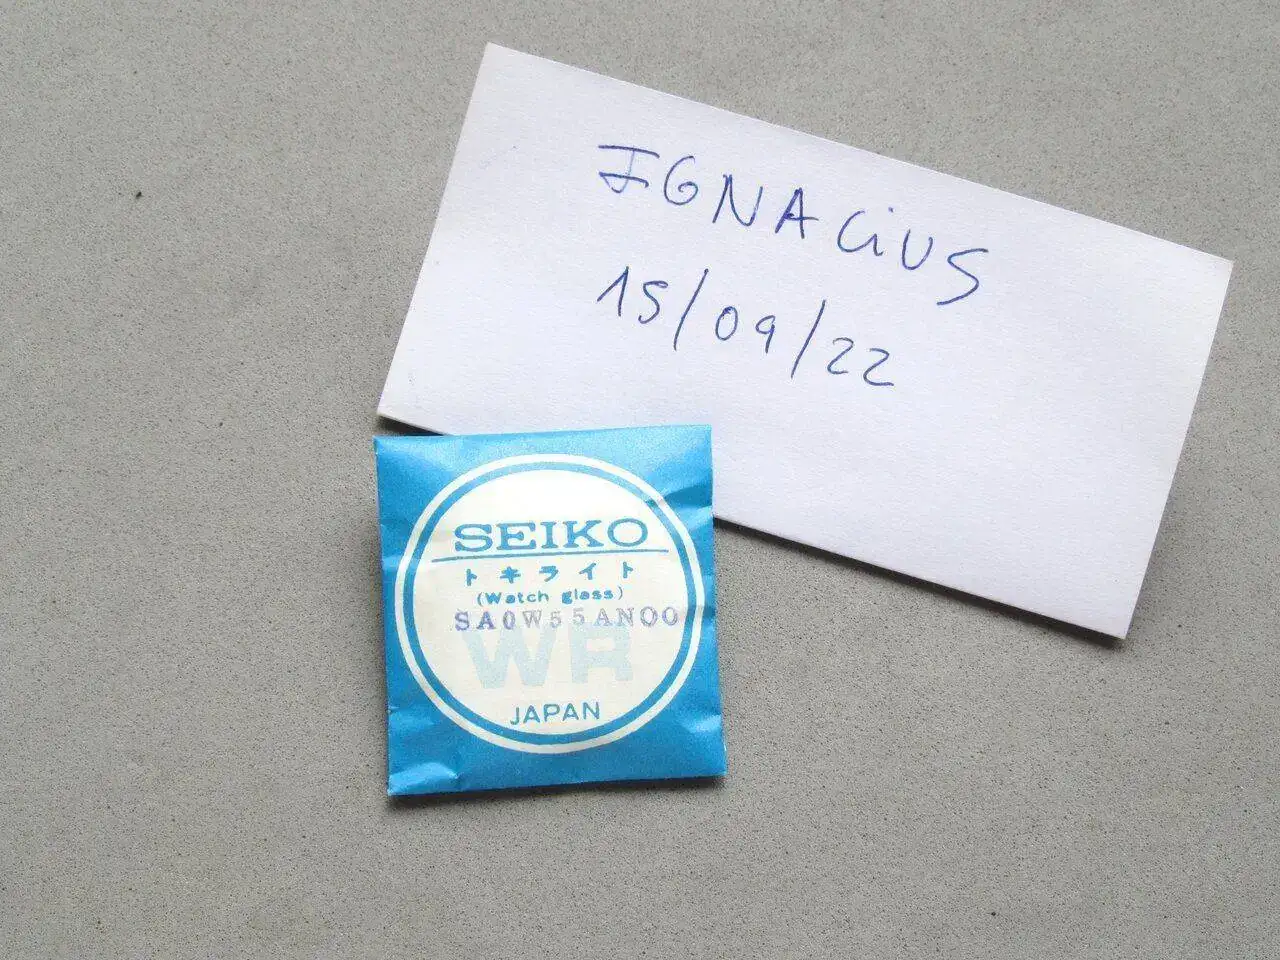 IGNACiUS
15/09/22
SEIKO
トキライト
(Watch glass)
SA0W55AN00
WR
JAPAN